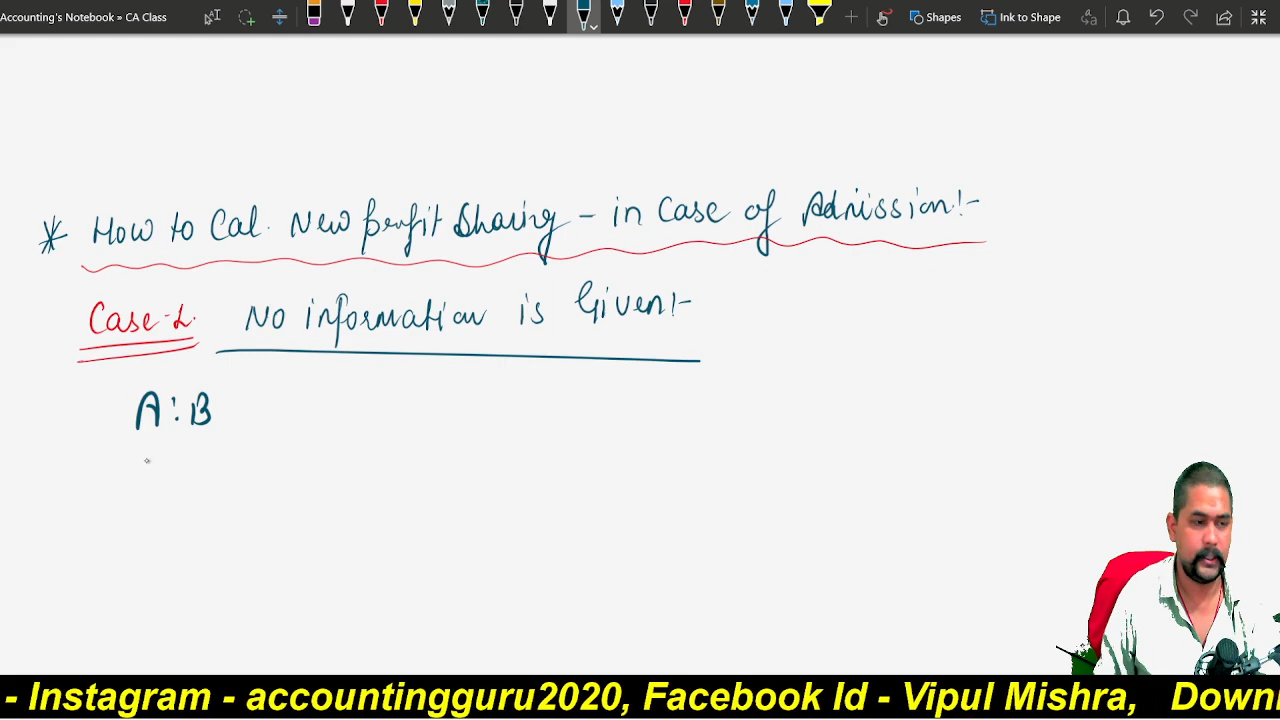 Accounting's Notebook » CA Class
Shapes
Ink to Shape
* How to Cal. New profit Sharing - in Case of Admission:-
Case-1. No information is Given:-
A:B
- Instagram - accountingguru2020, Facebook Id - Vipul Mishra, Down